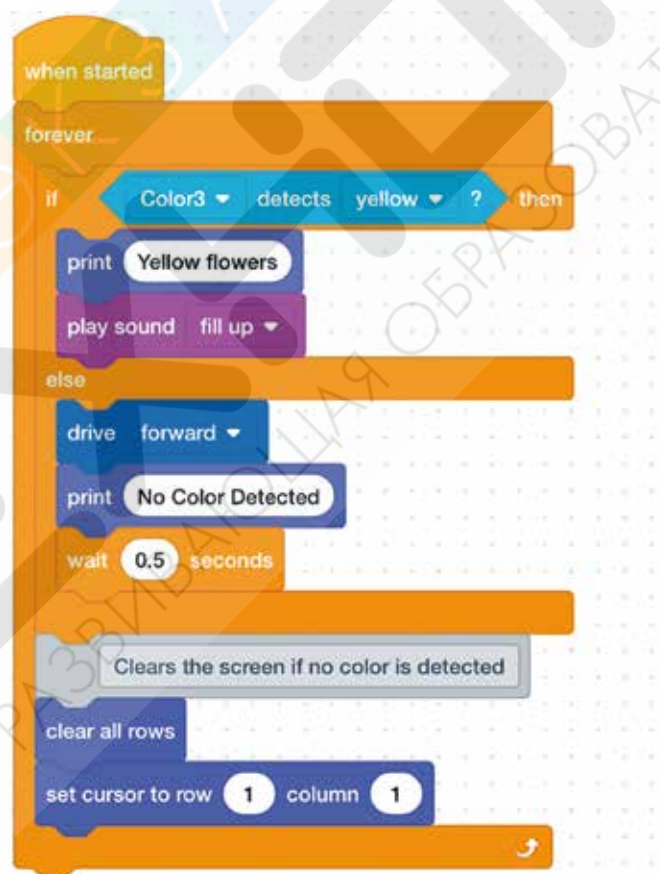 when started
forever
if Color3 detects yellow ? then
print Yellow flowers
play sound fill up
else
drive forward
print No Color Detected
wait 0.5 seconds
Clears the screen if no color is detected
clear all rows
set cursor to row 1 column 1